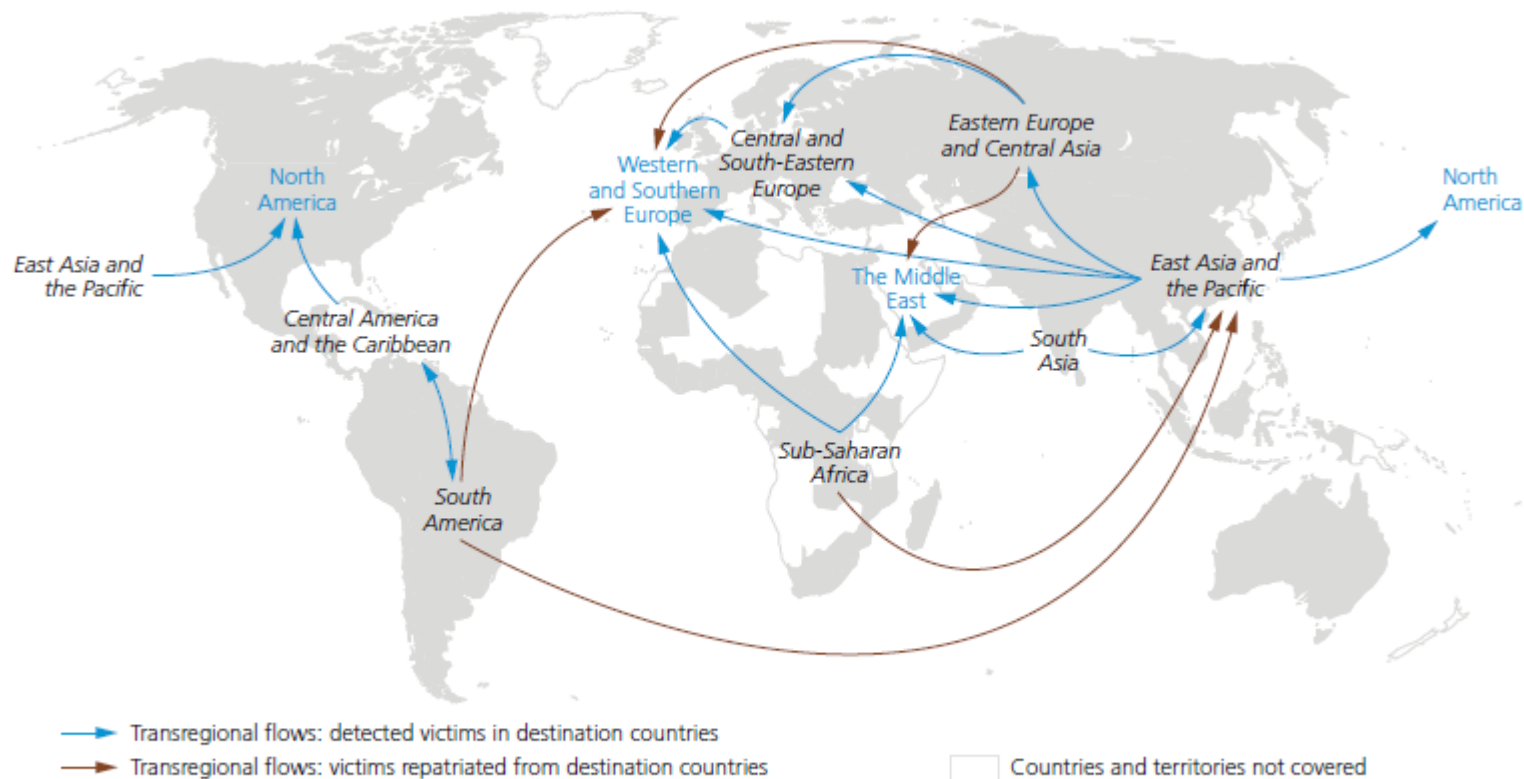 North
America
East Asia and
the Pacific
Central America
and the Caribbean
South
America
Western
and Southern
Europe
Central and
South-Eastern
Europe
Eastern Europe
and Central Asia
The Middle
East
South
Asia
Sub-Saharan
Africa
East Asia and
the Pacific
North
America
Transregional flows: detected victims in destination countries
Transregional flows: victims repatriated from destination countries
Countries and territories not covered